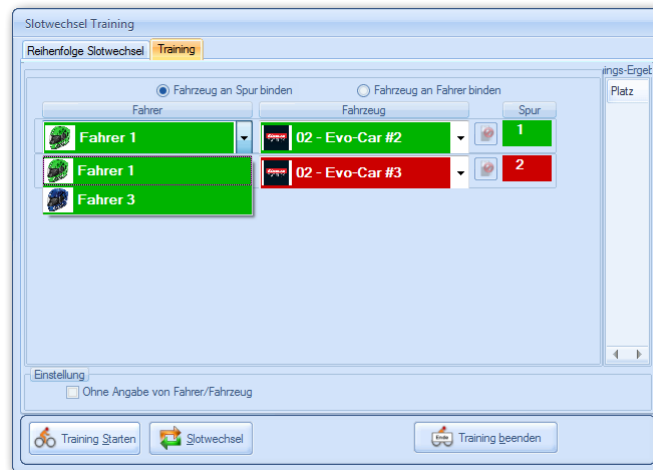 Slotwechsel Training
Reihenfolge Slotwechsel Training
ings-Ergeb
Fahrzeug an Spur binden Fahrzeug an Fahrer binden Platz
Fahrer Fahrzeug Spur
Fahrer 1 02 - Evo-Car #2 1
Fahrer 1 02 - Evo-Car #3 2
Fahrer 3
Einstellung
Ohne Angabe von Fahrer/Fahrzeug
Training Starten Slotwechsel Ende Training beenden